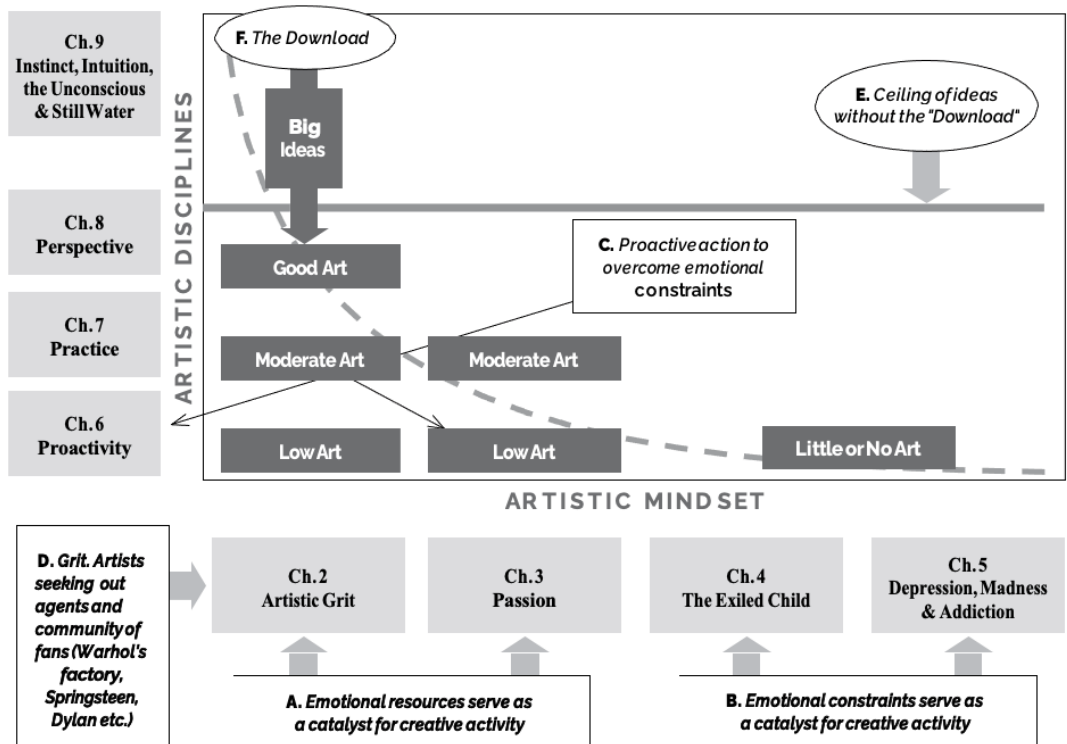 Ch.9
Instinct, Intuition,
the Unconscious
& Still Water
Ch.8
Perspective
Ch.7
Practice
Ch.6
Proactivity
ARTISTIC DISCIPLINES
F. The Download
Big
Ideas
E. Ceiling of ideas
without the "Download"
Good Art
C. Proactive action to
overcome emotional
constraints
Moderate Art
Moderate Art
Low Art
Low Art
Little or No Art
ARTISTIC MINDSET
D. Grit. Artists
seeking out
agents and
community of
fans (Warhol's
factory,
Springsteen,
Dylan etc.)
Ch.2
Artistic Grit
Ch.3
Passion
Ch.4
The Exiled Child
Ch.5
Depression, Madness
& Addiction
A. Emotional resources serve as
a catalyst for creative activity
B. Emotional constraints serve as
a catalyst for creative activity